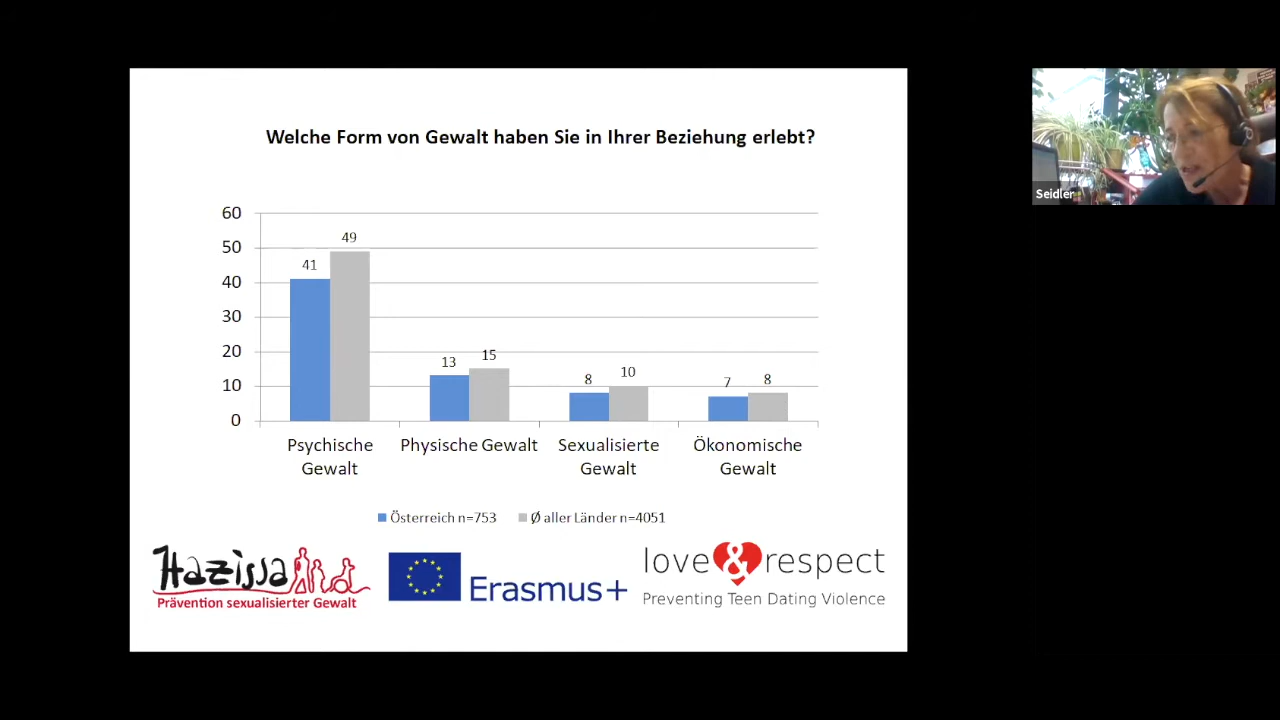 Welche Form von Gewalt haben Sie in Ihrer Beziehung erlebt?
60
50
40
30
20
10
0
41
49
13
15
8
10
7
8
Psychische
Gewalt
Physische Gewalt
Sexualisierte
Gewalt
Ökonomische
Gewalt
Österreich n=753
Ø aller Länder n=4051
Hazissa
Prävention sexualisierter Gewalt
Erasmus+
love & respect
Preventing Teen Dating Violence
Seidler